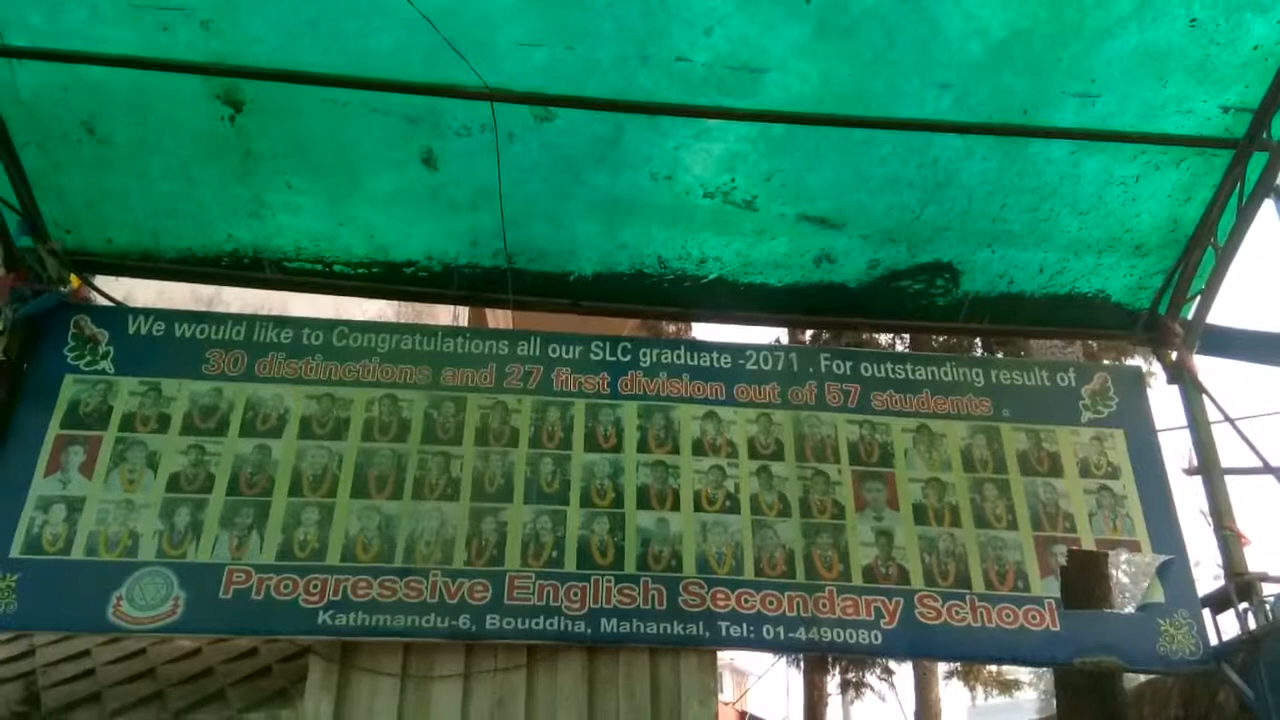 We would like to Congratulations all our SLC graduate -2071 . For outstanding result of
30 distinctions and 27 first division out of 57 students .
Progressive English Secondary School
Kathmandu-6, Bouddha, Mahankal, Tel: 01-4490080